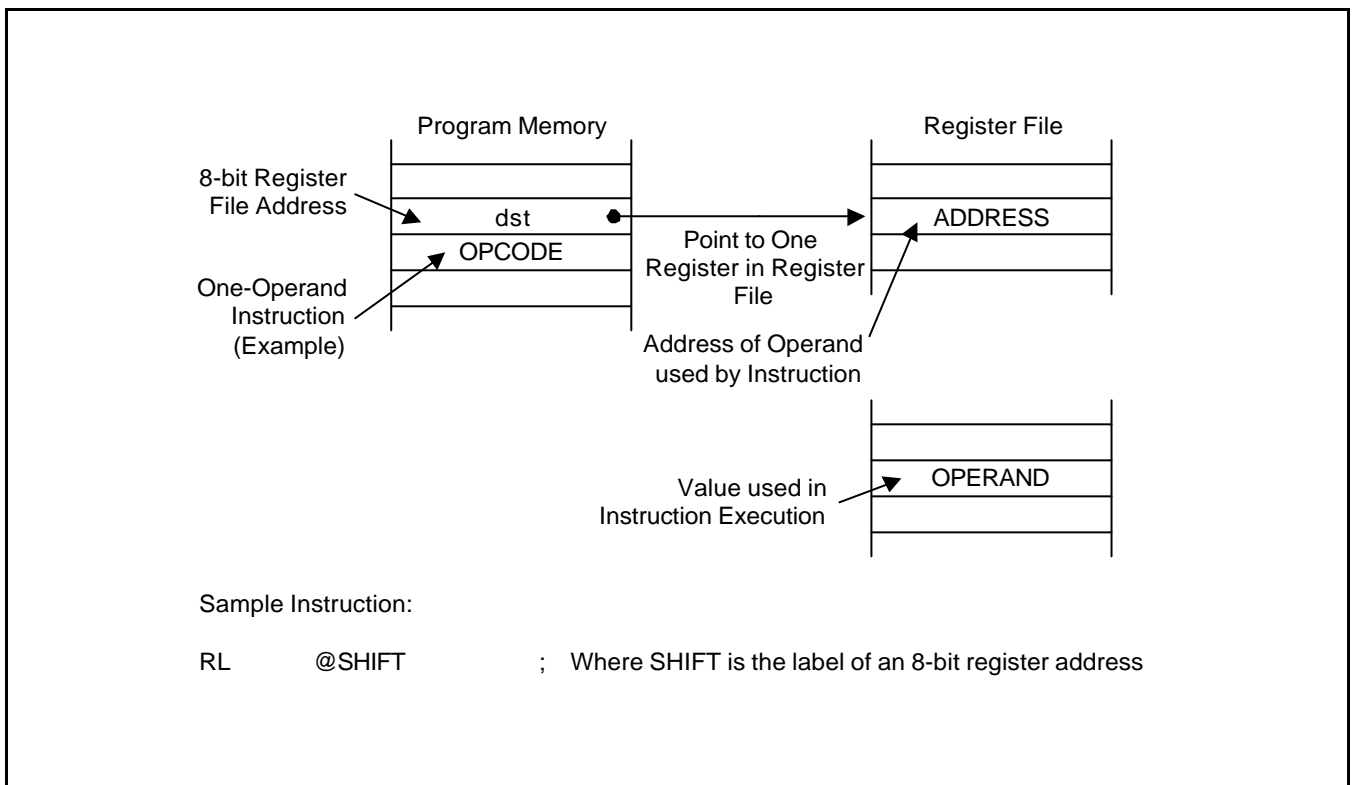 Program Memory
Register File
8-bit Register
File Address
dst
ADDRESS
OPCODE
Point to One
Register in Register
File
One-Operand
Instruction
(Example)
Address of Operand
used by Instruction
OPERAND
Value used in
Instruction Execution
Sample Instruction:
RL @SHIFT ; Where SHIFT is the label of an 8-bit register address